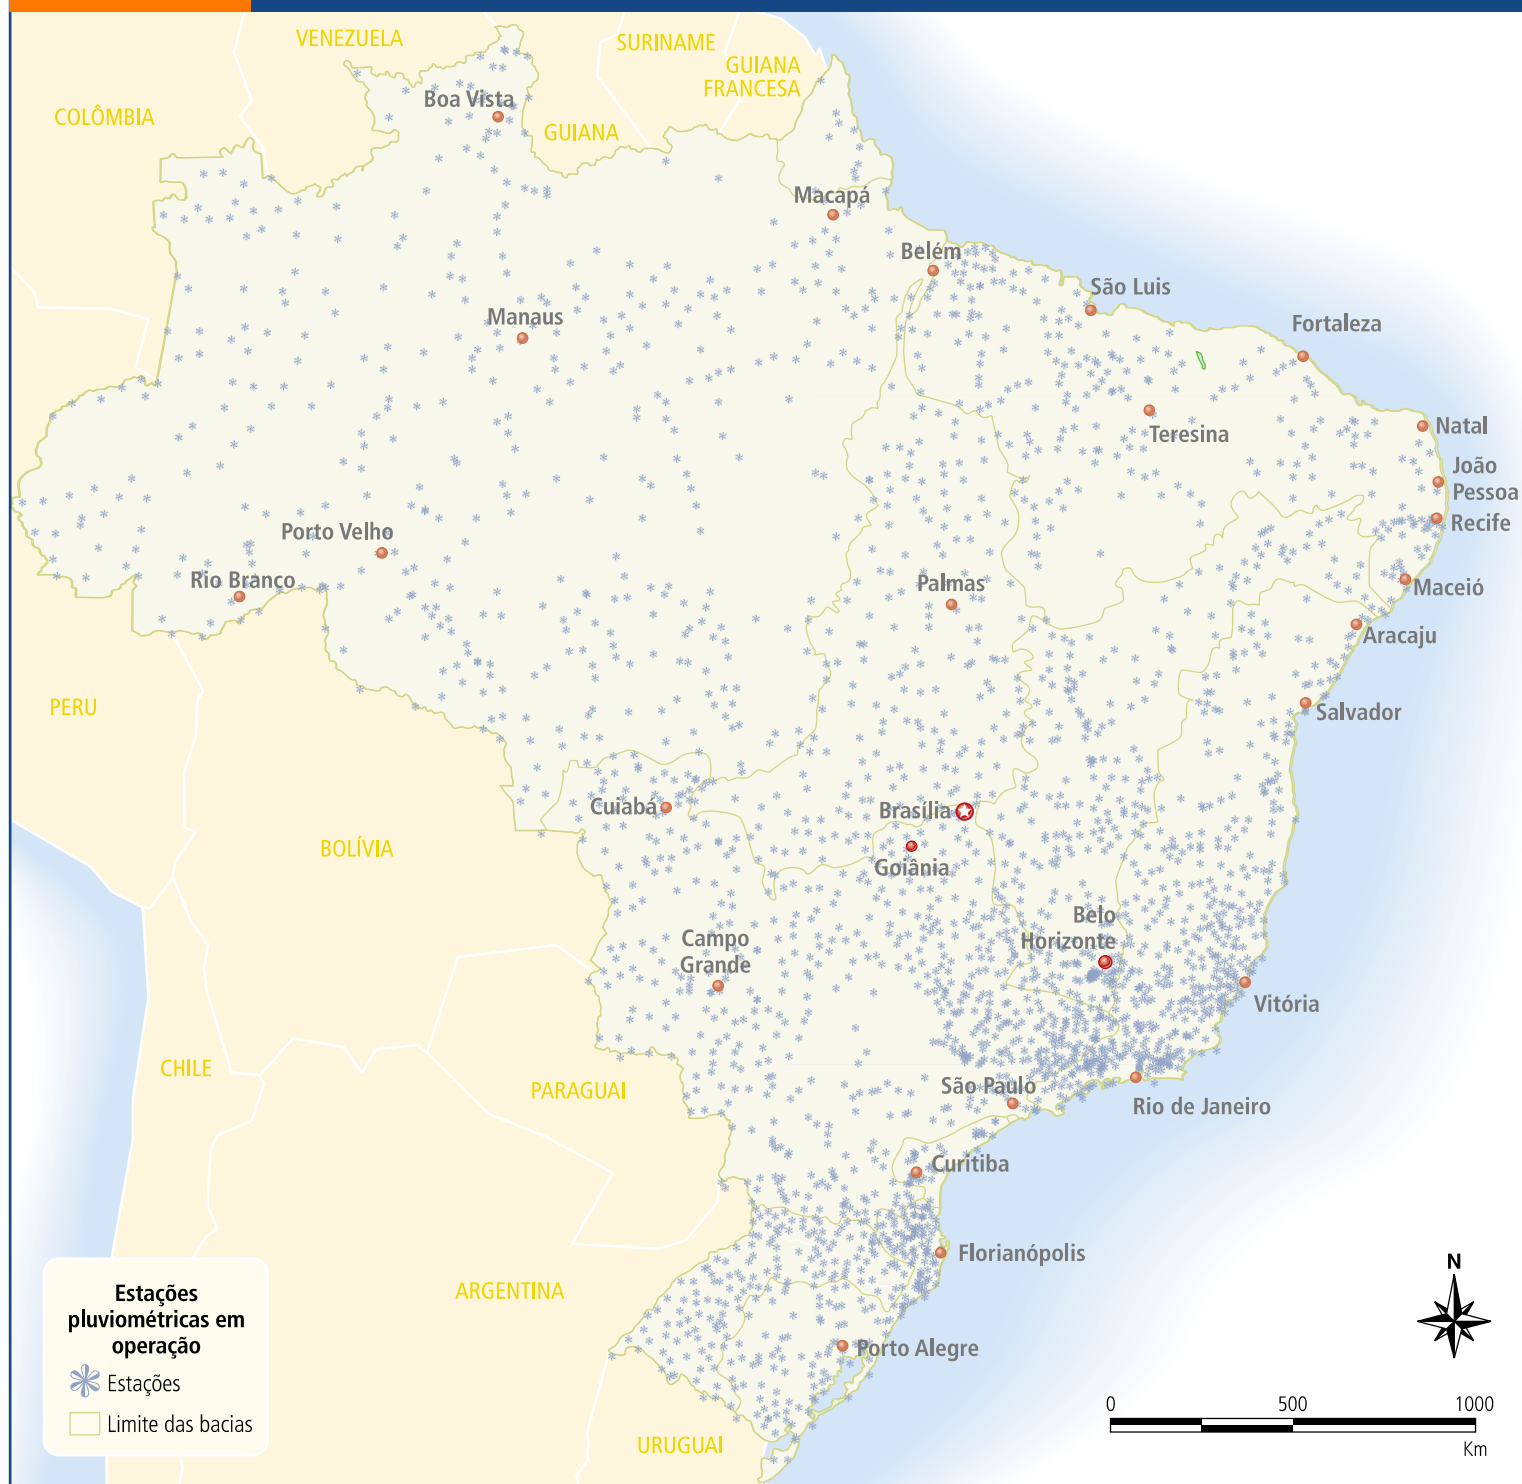 VENEZUELA
SURINAME
GUIANA
FRANCESA
COLÔMBIA
Boa Vista
GUIANA
Macapá
Belém
São Luis
Manaus
Fortaleza
Teresina
Natal
João
Pessoa
Recife
Porto Velho
Rio Branco
Palmas
Maceió
Aracaju
PERU
Salvador
Cuiabá
Brasília
BOLÍVIA
Goiânia
Belo
Horizonte
Campo
Grande
Vitória
CHILE
PARAGUAI
São Paulo
Rio de Janeiro
Curitiba
Florianópolis
ARGENTINA
Porto Alegre
URUGUAI
Estações
pluviométricas em
operação
Estações
Limite das bacias
N
0 500 1000
Km